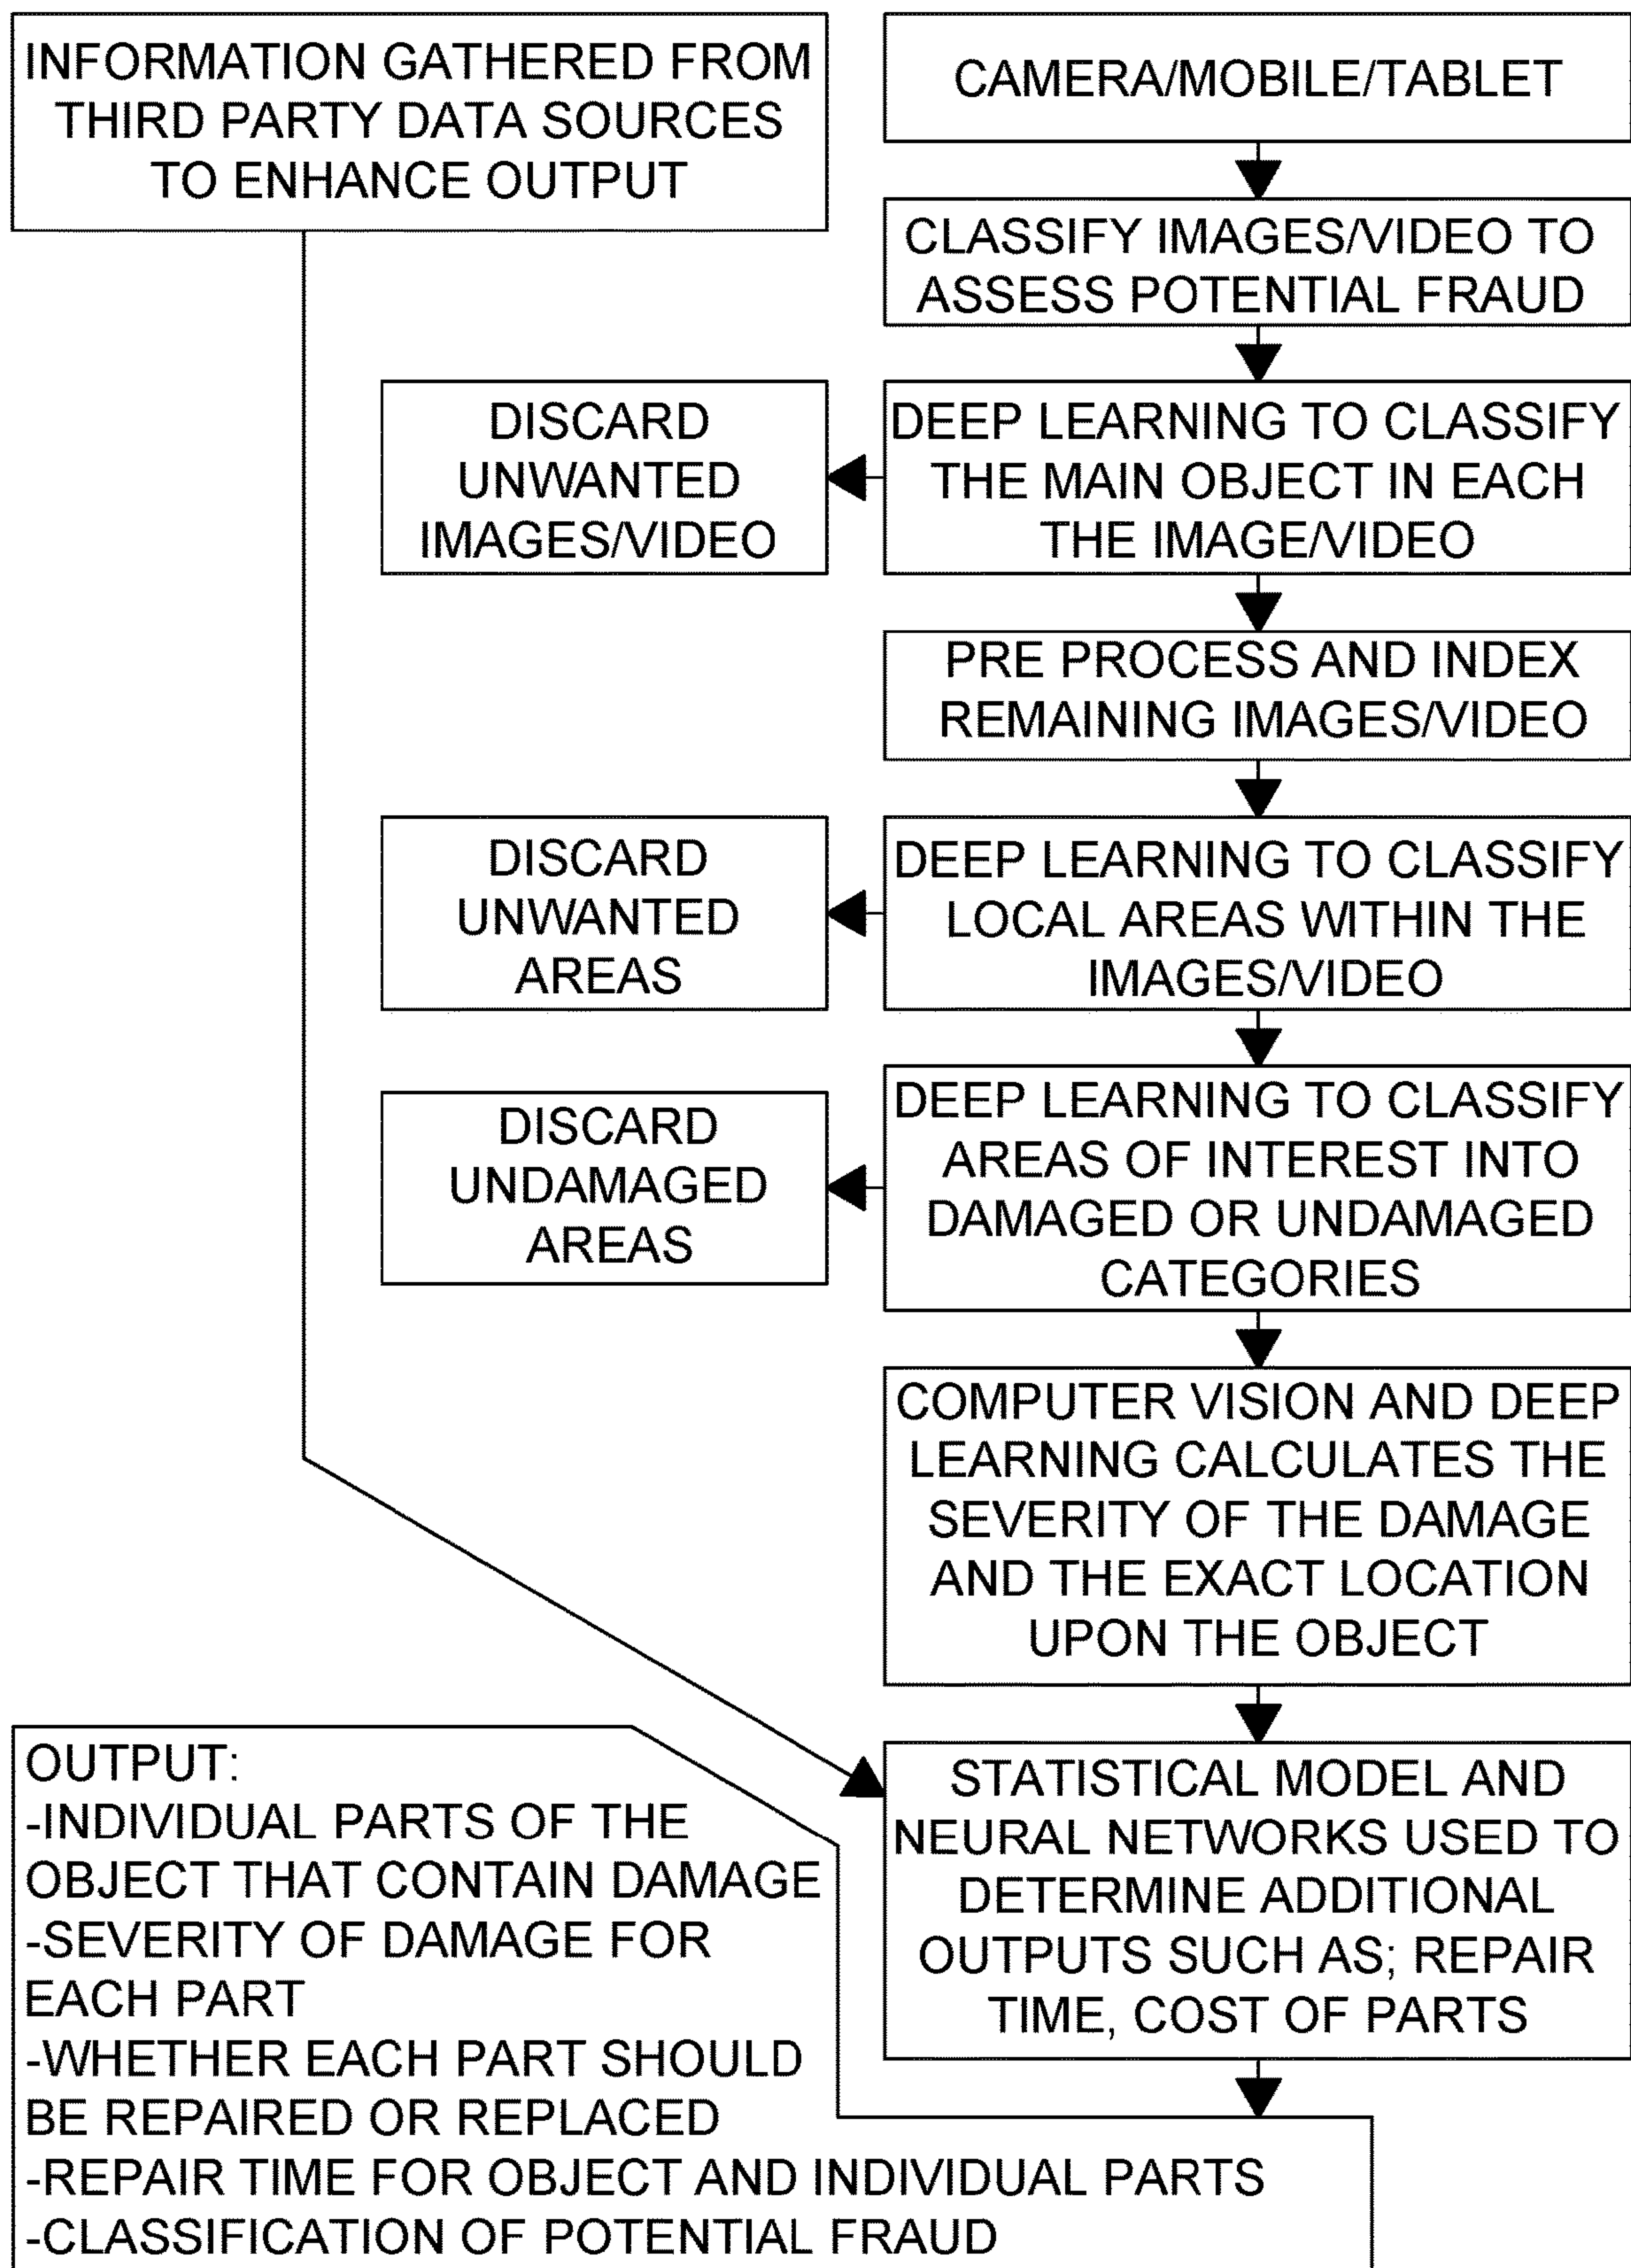 INFORMATION GATHERED FROM
THIRD PARTY DATA SOURCES
TO ENHANCE OUTPUT
CAMERA/MOBILE/TABLET
CLASSIFY IMAGES/VIDEO TO
ASSESS POTENTIAL FRAUD
DISCARD
UNWANTED
IMAGES/VIDEO
DEEP LEARNING TO CLASSIFY
THE MAIN OBJECT IN EACH
THE IMAGE/VIDEO
PRE PROCESS AND INDEX
REMAINING IMAGES/VIDEO
DISCARD
UNWANTED
AREAS
DEEP LEARNING TO CLASSIFY
LOCAL AREAS WITHIN THE
IMAGES/VIDEO
DISCARD
UNDAMAGED
AREAS
DEEP LEARNING TO CLASSIFY
AREAS OF INTEREST INTO
DAMAGED OR UNDAMAGED
CATEGORIES
COMPUTER VISION AND DEEP
LEARNING CALCULATES THE
SEVERITY OF THE DAMAGE
AND THE EXACT LOCATION
UPON THE OBJECT
STATISTICAL MODEL AND
NEURAL NETWORKS USED TO
DETERMINE ADDITIONAL
OUTPUTS SUCH AS; REPAIR
TIME, COST OF PARTS
OUTPUT:
-INDIVIDUAL PARTS OF THE
OBJECT THAT CONTAIN DAMAGE
-SEVERITY OF DAMAGE FOR
EACH PART
-WHETHER EACH PART SHOULD
BE REPAIRED OR REPLACED
-REPAIR TIME FOR OBJECT AND INDIVIDUAL PARTS
-CLASSIFICATION OF POTENTIAL FRAUD